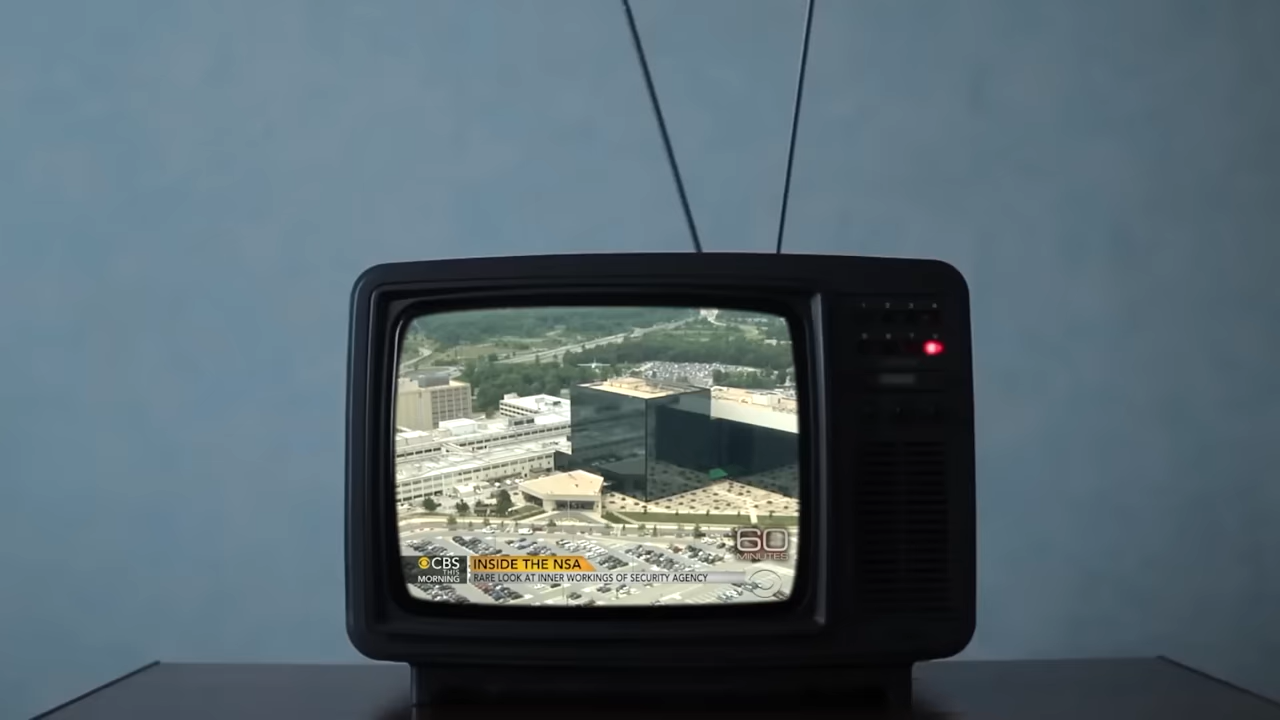 60
MINUTES
CBS
THIS
MORNING
INSIDE THE NSA
RARE LOOK AT INNER WORKINGS OF SECURITY AGENCY